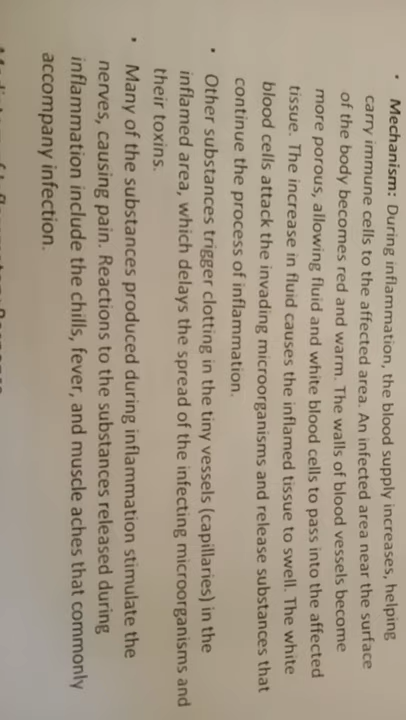 • Mechanism: During inflammation, the blood supply increases, helping
carry immune cells to the affected area. An infected area near the surface
of the body becomes red and warm. The walls of blood vessels become
more porous, allowing fluid and white blood cells to pass into the affected
tissue. The increase in fluid causes the inflamed tissue to swell. The white
blood cells attack the invading microorganisms and release substances that
continue the process of inflammation.
• Other substances trigger clotting in the tiny vessels (capillaries) in the
inflamed area, which delays the spread of the infecting microorganisms and
their toxins.
• Many of the substances produced during inflammation stimulate the
nerves, causing pain. Reactions to the substances released during
inflammation include the chills, fever, and muscle aches that commonly
accompany infection.